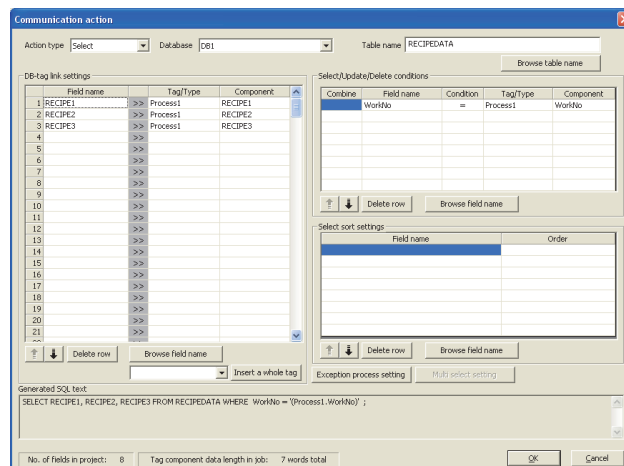 Communication action
Action type Select Database DB1 Table name RECIPEDATA
Browse table name
DB-tag link settings
Field name Tag/Type Component
1 RECIPE1 >> Process1 RECIPE1
2 RECIPE2 >> Process1 RECIPE2
3 RECIPE3 >> Process1 RECIPE3
4 >>
5 >>
6 >>
7 >>
8 >>
9 >>
10 >>
11 >>
12 >>
13 >>
14 >>
15 >>
16 >>
17 >>
18 >>
19 >>
20 >>
21 >>
Delete row Browse field name
Insert a whole tag
Select/Update/Delete conditions
Combine Field name Condition Tag/Type Component
WorkNo = Process1 WorkNo
Delete row Browse field name
Select sort settings
Field name Order
Delete row Browse field name
Exception process setting Multi select setting
Generated SQL text
SELECT RECIPE1, RECIPE2, RECIPE3 FROM RECIPEDATA WHERE WorkNo = '(Process1.WorkNo)' ;
No. of fields in project: 8 Tag component data length in job: 7 words total
OK Cancel